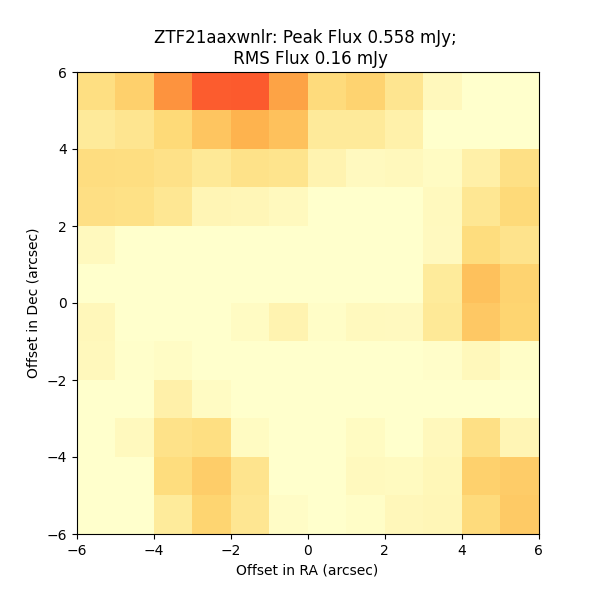 ZTF21aaxwnlr: Peak Flux 0.558 mJy;
RMS Flux 0.16 mJy
6
4
2
0
−2
−4
−6
Offset in Dec (arcsec)
−6 −4 −2 0 2 4 6
Offset in RA (arcsec)